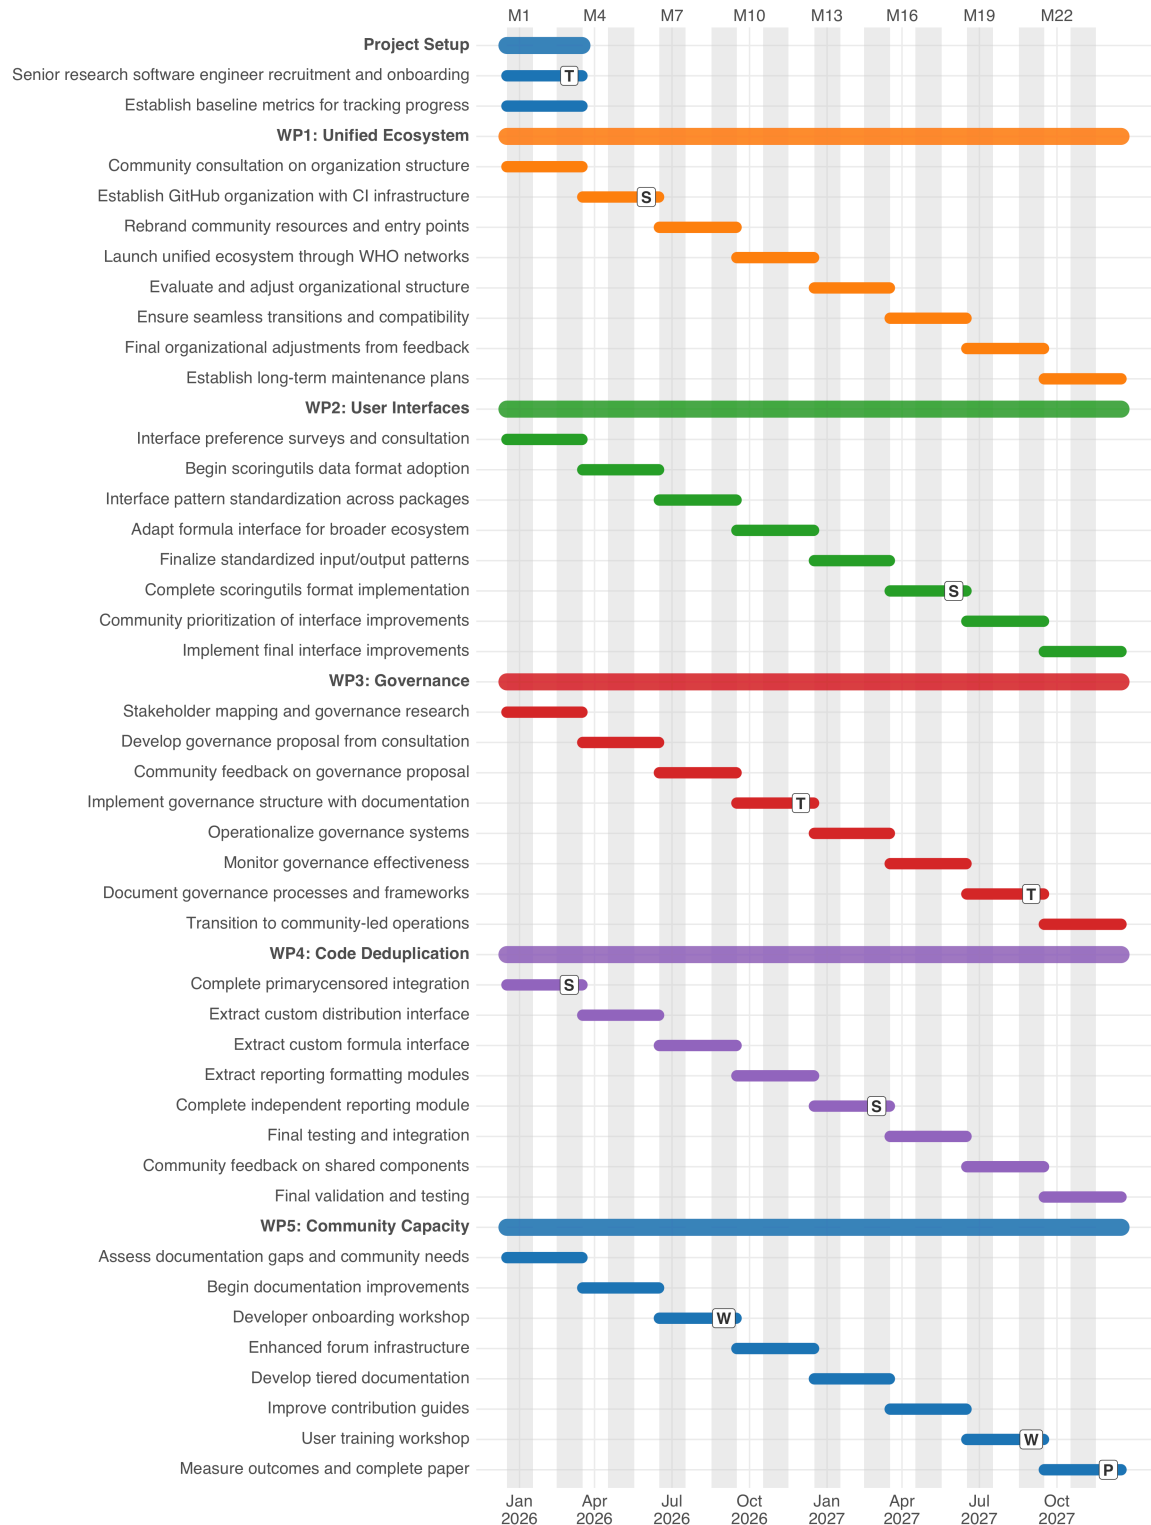 M1 M4 M7 M10 M13 M16 M19 M22
Project Setup
Senior research software engineer recruitment and onboarding T
Establish baseline metrics for tracking progress
WP1: Unified Ecosystem
Community consultation on organization structure
Establish GitHub organization with CI infrastructure S
Rebrand community resources and entry points
Launch unified ecosystem through WHO networks
Evaluate and adjust organizational structure
Ensure seamless transitions and compatibility
Final organizational adjustments from feedback
Establish long-term maintenance plans
WP2: User Interfaces
Interface preference surveys and consultation
Begin scoringutils data format adoption
Interface pattern standardization across packages
Adapt formula interface for broader ecosystem
Finalize standardized input/output patterns
Complete scoringutils format implementation S
Community prioritization of interface improvements
Implement final interface improvements
WP3: Governance
Stakeholder mapping and governance research
Develop governance proposal from consultation
Community feedback on governance proposal
Implement governance structure with documentation T
Operationalize governance systems
Monitor governance effectiveness
Document governance processes and frameworks T
Transition to community-led operations
WP4: Code Deduplication
Complete primarycensored integration S
Extract custom distribution interface
Extract custom formula interface
Extract reporting formatting modules
Complete independent reporting module S
Final testing and integration
Community feedback on shared components
Final validation and testing
WP5: Community Capacity
Assess documentation gaps and community needs
Begin documentation improvements
Developer onboarding workshop W
Enhanced forum infrastructure
Develop tiered documentation
Improve contribution guides
User training workshop W
Measure outcomes and complete paper P
Jan Apr Jul Oct Jan Apr Jul Oct
2026 2026 2026 2026 2027 2027 2027 2027